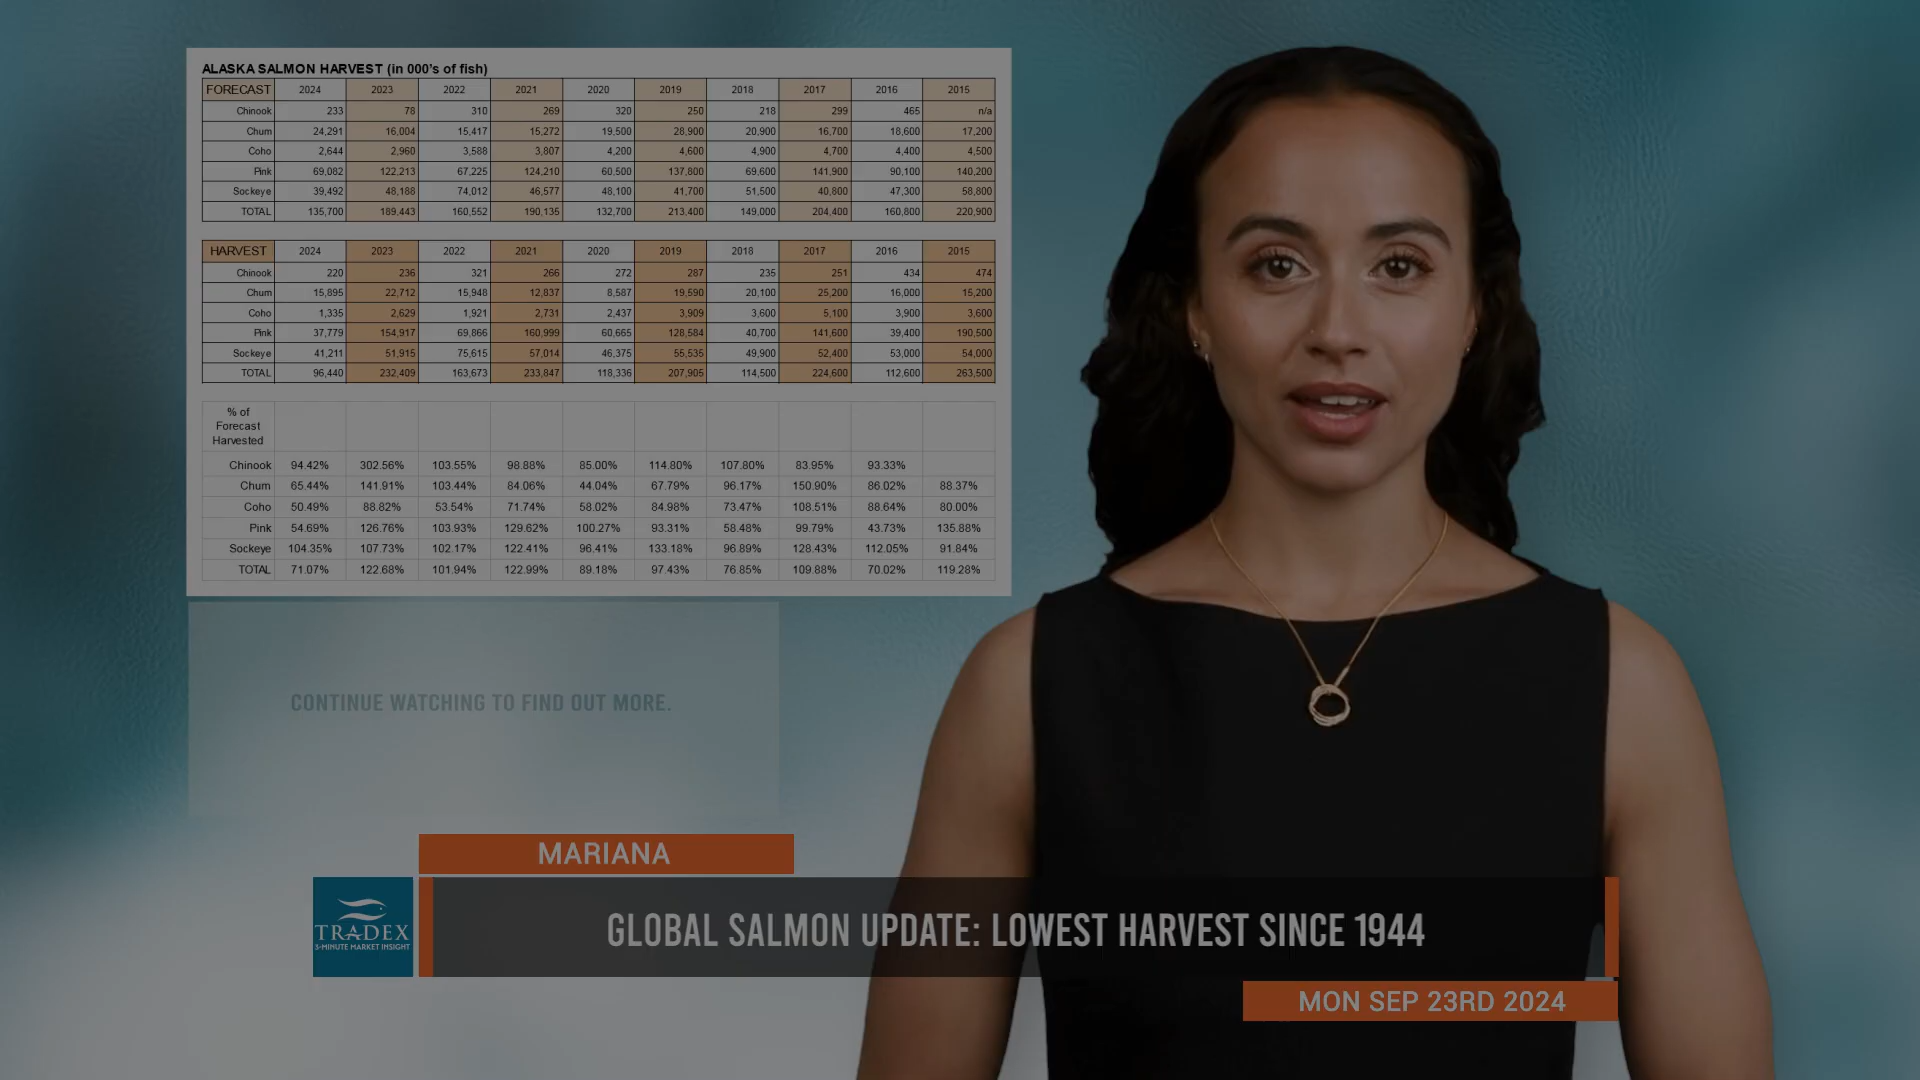 ALASKA SALMON HARVEST (in 000's of fish)
FORECAST 2024 2023 2022 2021 2020 2019 2018 2017 2016 2015
Chinook 233 78 310 269 320 250 218 299 465 n/a
Chum 24,291 16,004 15,417 15,272 19,500 28,900 20,900 16,700 18,600 17,200
Coho 2,644 2,960 3,588 3,807 4,200 4,600 4,900 4,700 4,400 4,500
Pink 69,082 122,213 67,225 124,210 60,500 137,800 69,600 141,900 90,100 140,200
Sockeye 39,492 48,188 74,012 46,577 48,100 41,700 51,500 40,800 47,300 58,800
TOTAL 135,700 189,443 160,552 190,135 132,700 213,400 149,000 204,400 160,800 220,900
HARVEST 2024 2023 2022 2021 2020 2019 2018 2017 2016 2015
Chinook 220 236 321 266 272 287 235 251 434 474
Chum 15,895 22,712 15,948 12,837 8,587 19,590 20,100 25,200 16,000 15,200
Coho 1,335 2,629 1,921 2,731 2,437 3,909 3,600 5,100 3,900 3,600
Pink 37,779 154,917 69,866 160,999 60,665 128,584 40,700 141,600 39,400 190,500
Sockeye 41,211 51,915 75,615 57,014 46,375 55,535 49,900 52,400 53,000 54,000
TOTAL 96,440 232,409 163,673 233,847 118,336 207,905 114,500 224,600 112,600 263,500
% of
Forecast
Harvested
Chinook 94.42% 302.56% 103.55% 98.88% 85.00% 114.80% 107.80% 83.95% 93.33%
Chum 65.44% 141.91% 103.44% 84.06% 44.04% 67.79% 96.17% 150.90% 86.02% 88.37%
Coho 50.49% 88.82% 53.54% 71.74% 58.02% 84.98% 73.47% 108.51% 88.64% 80.00%
Pink 54.69% 126.76% 103.93% 129.62% 100.27% 93.31% 58.48% 99.79% 43.73% 135.88%
Sockeye 104.35% 107.73% 102.17% 122.41% 96.41% 133.18% 96.89% 128.43% 112.05% 91.84%
TOTAL 71.07% 122.68% 101.94% 122.99% 89.18% 97.43% 76.85% 109.88% 70.02% 119.28%
CONTINUE WATCHING TO FIND OUT MORE.
MARIANA
TRADEX
3-MINUTE MARKET INSIGHT
GLOBAL SALMON UPDATE: LOWEST HARVEST SINCE 1944
MON SEP 23RD 2024